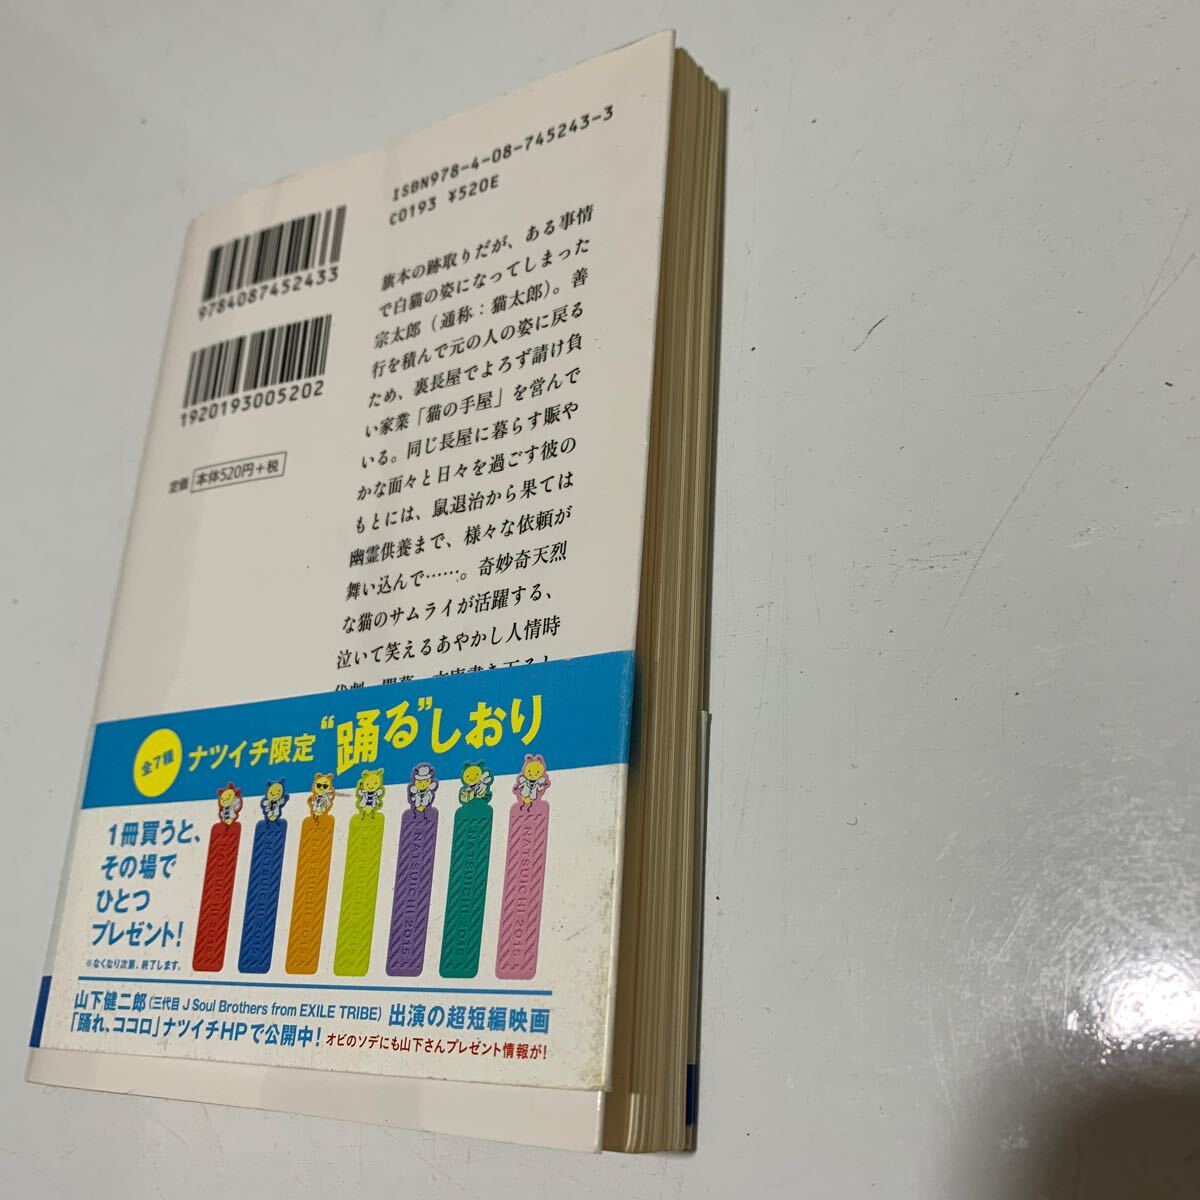 ISBN978-4-08-745243-3
C0193 ¥520E
9784087452433
1920193005202
定価 本体520円+税
旗本の跡取りだが、ある事情
で白猫の姿になってしまった
宗太郎（通称：猫太郎）。善
行を積んで元の人の姿に戻る
ため、裏長屋でよろず請け負
い家業「猫の手屋」を営んで
いる。同じ長屋に暮らす賑や
かな面々と日々を過ごす彼の
もとには、鼠退治から果ては
幽霊供養まで、様々な依頼が
舞い込んで……。奇妙奇天烈
な猫のサムライが活躍する、
泣いて笑えるあやかし人情時
全7種
ナツイチ限定“踊る”しおり
1冊買うと、
その場で
ひとつ
プレゼント!
※なくなり次第、終了します。
NATSUICHI 2015
NATSUICHI 2015
NATSUICHI 2015
NATSUICHI 2015
NATSUICHI 2015
NATSUICHI 2015
NATSUICHI 2015
山下健二郎(三代目 J Soul Brothers from EXILE TRIBE) 出演の超短編映画
「踊れ、ココロ」ナツイチHPで公開中! オビのソデにも山下さんプレゼント情報が!